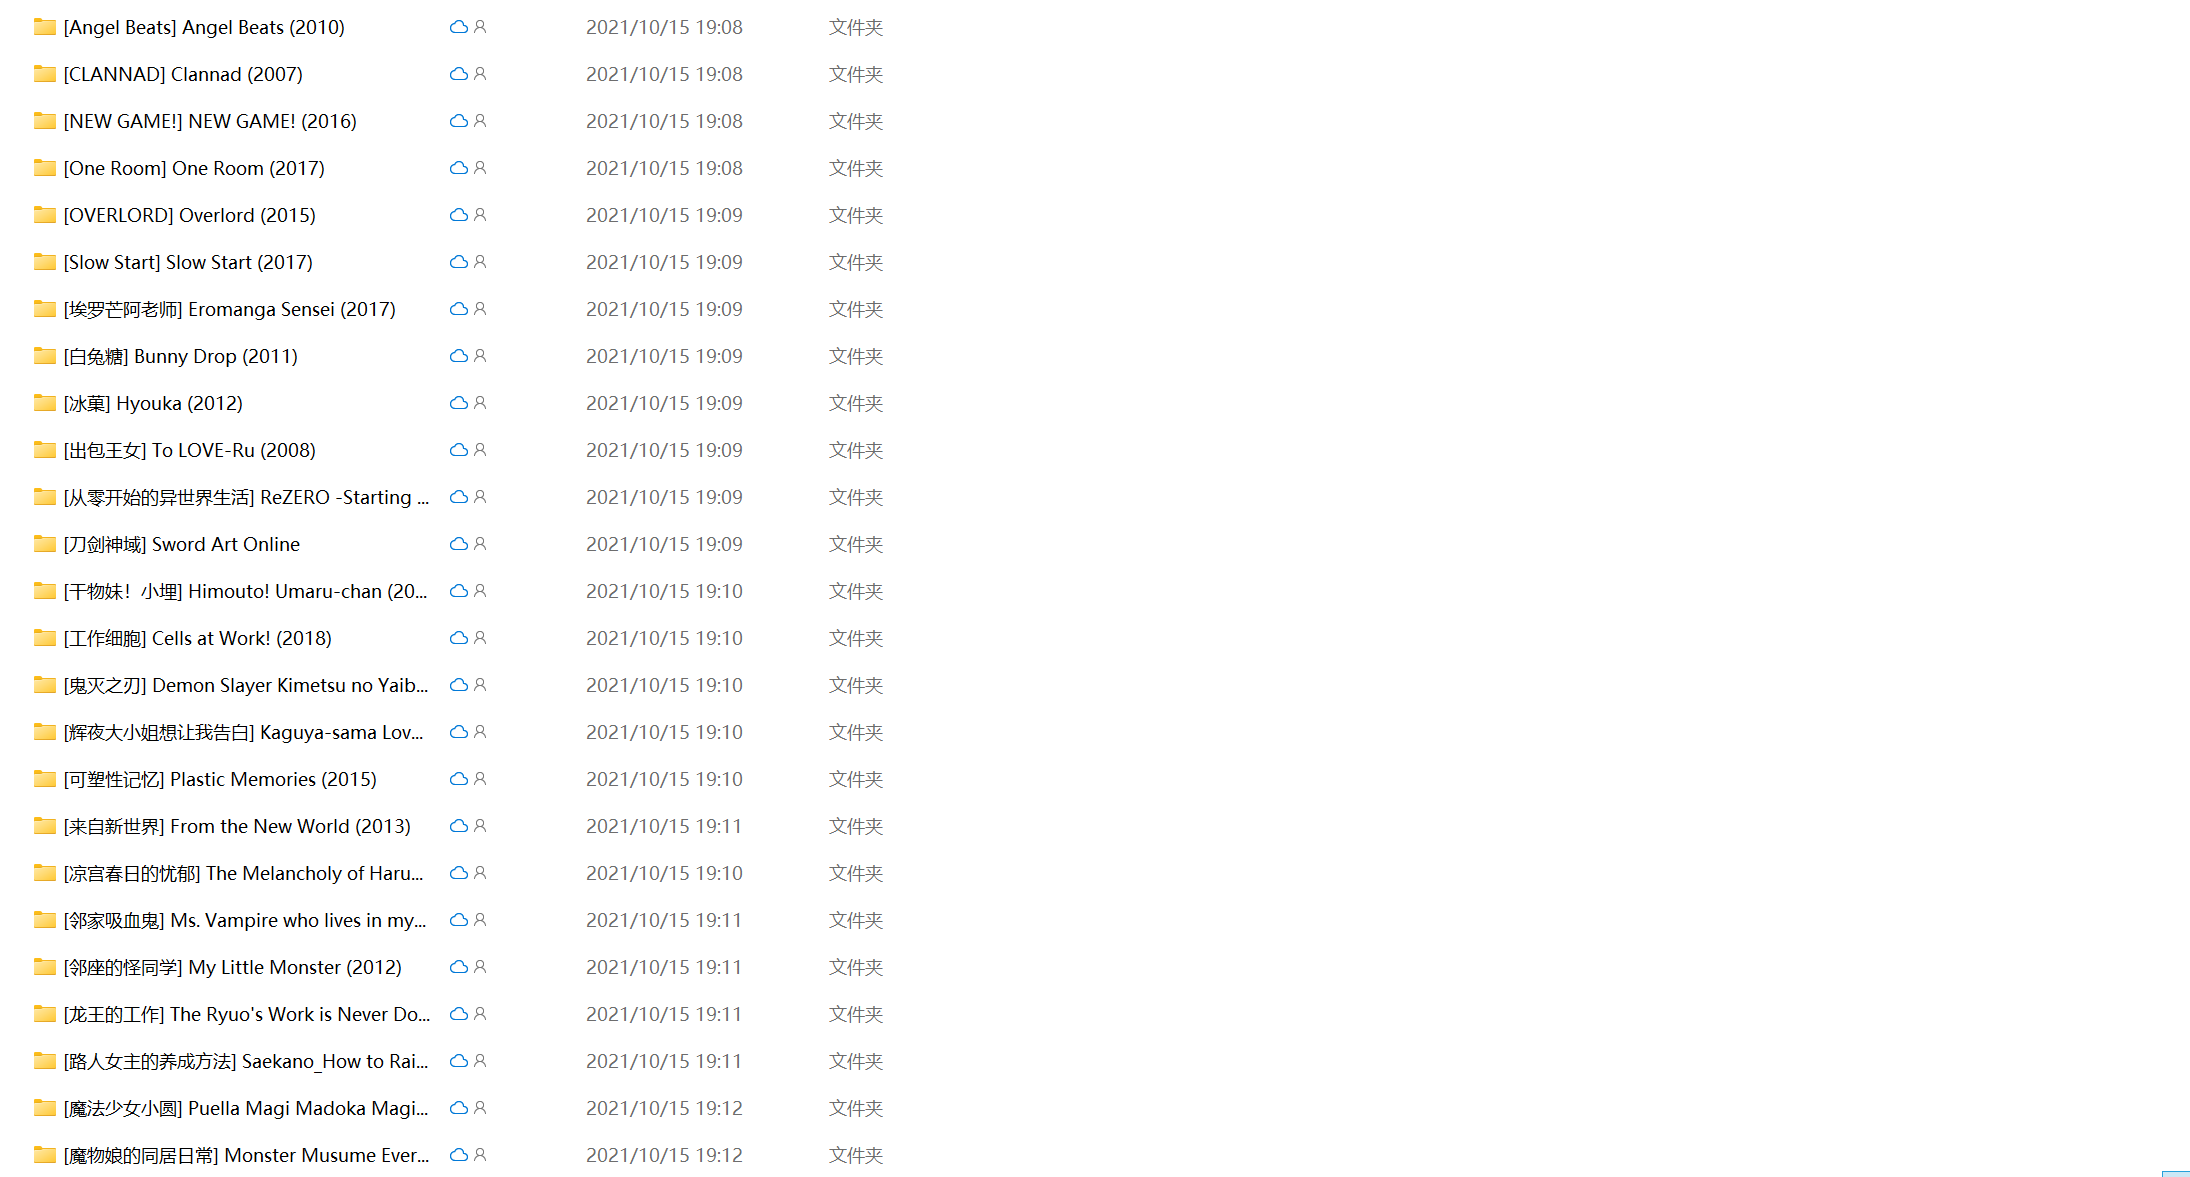 [Angel Beats] Angel Beats (2010) 2021/10/15 19:08 文件夹
[CLANNAD] Clannad (2007) 2021/10/15 19:08 文件夹
[NEW GAME!] NEW GAME! (2016) 2021/10/15 19:08 文件夹
[One Room] One Room (2017) 2021/10/15 19:08 文件夹
[OVERLORD] Overlord (2015) 2021/10/15 19:09 文件夹
[Slow Start] Slow Start (2017) 2021/10/15 19:09 文件夹
[埃罗芒阿老师] Eromanga Sensei (2017) 2021/10/15 19:09 文件夹
[白兔糖] Bunny Drop (2011) 2021/10/15 19:09 文件夹
[冰菓] Hyouka (2012) 2021/10/15 19:09 文件夹
[出包王女] To LOVE-Ru (2008) 2021/10/15 19:09 文件夹
[从零开始的异世界生活] ReZERO -Starting ... 2021/10/15 19:09 文件夹
[刀剑神域] Sword Art Online 2021/10/15 19:09 文件夹
[干物妹！小埋] Himouto! Umaru-chan (20... 2021/10/15 19:10 文件夹
[工作细胞] Cells at Work! (2018) 2021/10/15 19:10 文件夹
[鬼灭之刃] Demon Slayer Kimetsu no Yaib... 2021/10/15 19:10 文件夹
[辉夜大小姐想让我告白] Kaguya-sama Lov... 2021/10/15 19:10 文件夹
[可塑性记忆] Plastic Memories (2015) 2021/10/15 19:10 文件夹
[来自新世界] From the New World (2013) 2021/10/15 19:11 文件夹
[凉宫春日的忧郁] The Melancholy of Haru... 2021/10/15 19:10 文件夹
[邻家吸血鬼] Ms. Vampire who lives in my... 2021/10/15 19:11 文件夹
[邻座的怪同学] My Little Monster (2012) 2021/10/15 19:11 文件夹
[龙王的工作] The Ryuo's Work is Never Do... 2021/10/15 19:11 文件夹
[路人女主的养成方法] Saekano_How to Rai... 2021/10/15 19:11 文件夹
[魔法少女小圆] Puella Magi Madoka Magi... 2021/10/15 19:12 文件夹
[魔物娘的同居日常] Monster Musume Ever... 2021/10/15 19:12 文件夹